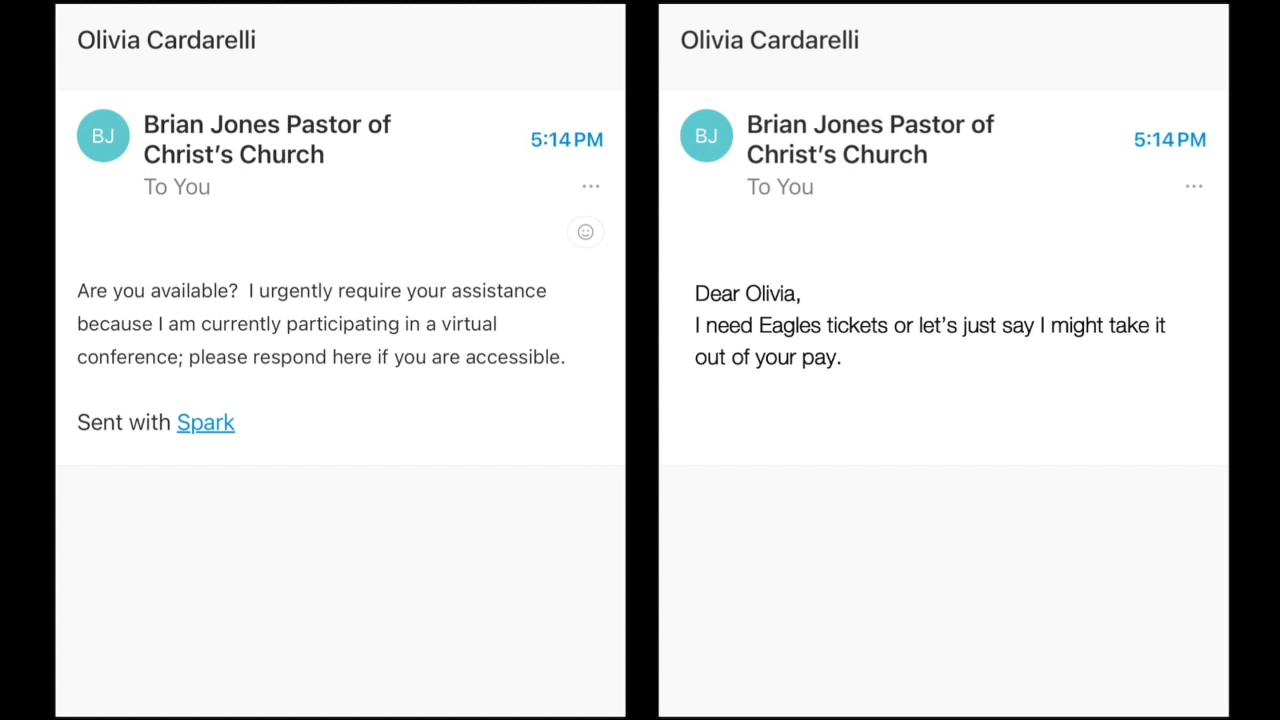 Olivia Cardarelli
BJ
Brian Jones Pastor of
Christ's Church
5:14 PM
To You
...
Are you available?  I urgently require your assistance
because I am currently participating in a virtual
conference; please respond here if you are accessible.
Sent with Spark
Olivia Cardarelli
BJ
Brian Jones Pastor of
Christ's Church
5:14 PM
To You
...
Dear Olivia,
I need Eagles tickets or let's just say I might take it
out of your pay.